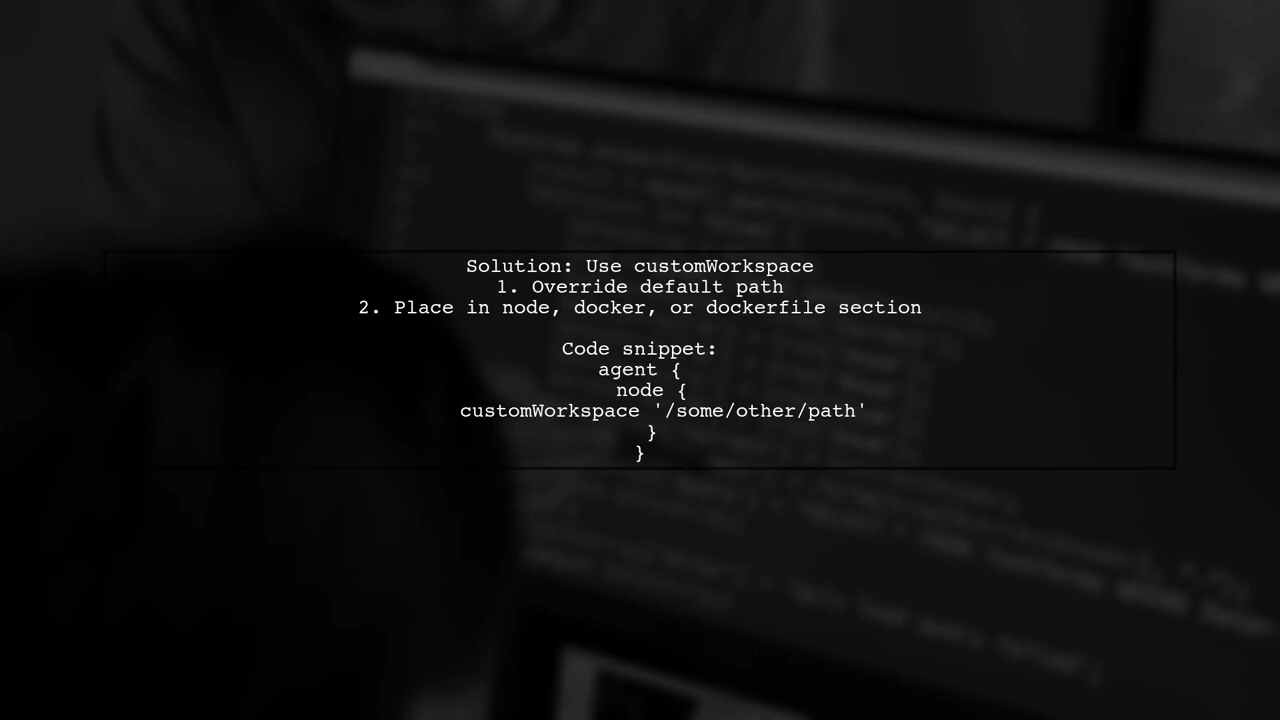 Solution: Use customWorkspace
1. Override default path
2. Place in node, docker, or dockerfile section
Code snippet:
agent {
node {
customWorkspace '/some/other/path'
}
}